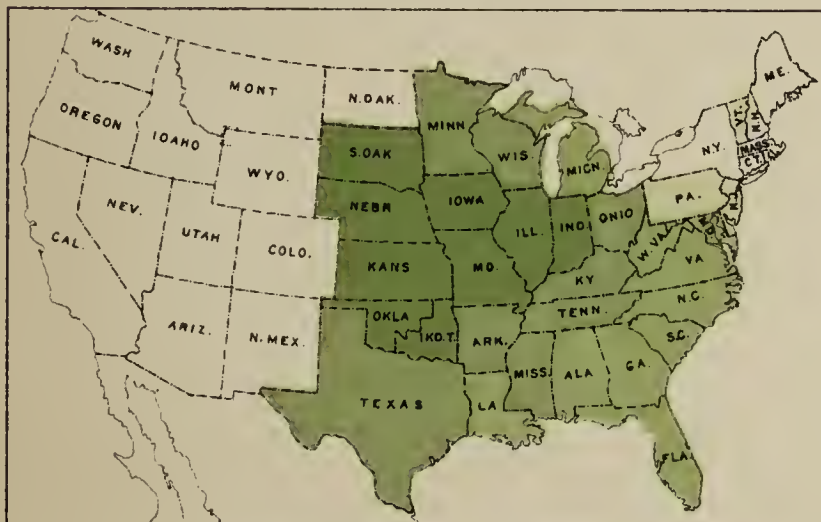 WASH
MONT
N.DAK.
MINN
ME.
OREGON
IDAHO
WYO.
S.DAK
WIS.
MICH.
N.Y.
VT.
N.H.
MASS
CT.
NEV.
UTAH
COLO.
NEBR
IOWA
ILL.
IND.
OHIO
PA.
N.J.
CAL.
KANS
MO.
KY
W.VA.
VA
ARIZ.
N.MEX.
OKLA
ARK.
TENN.
N.C.
S.C.
TEXAS
LA
MISS.
ALA
GA.
FLA.